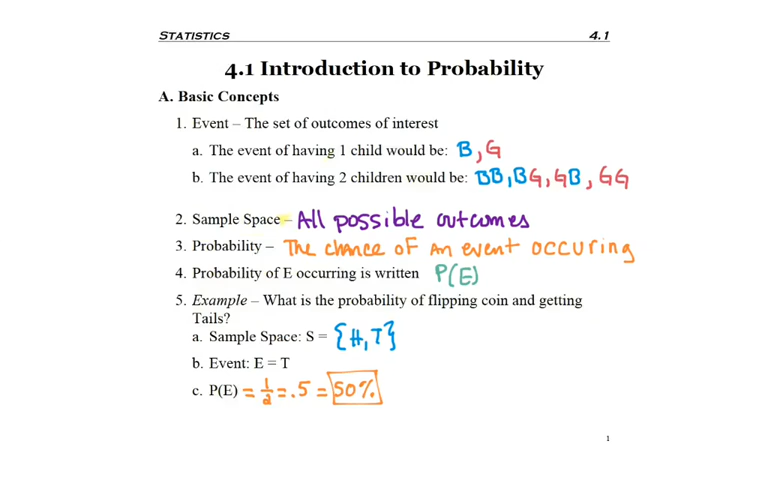 STATISTICS 4.1
4.1 Introduction to Probability
A. Basic Concepts
1. Event – The set of outcomes of interest
a. The event of having 1 child would be: B, G
b. The event of having 2 children would be: BB, BG, GB, GG
2. Sample Space – All possible outcomes
3. Probability – The chance of an event occuring
4. Probability of E occurring is written P(E)
5. Example – What is the probability of flipping coin and getting
Tails?
a. Sample Space: S = {H, T}
b. Event: E = T
c. P(E) = 1/2 = .5 = 50%
1